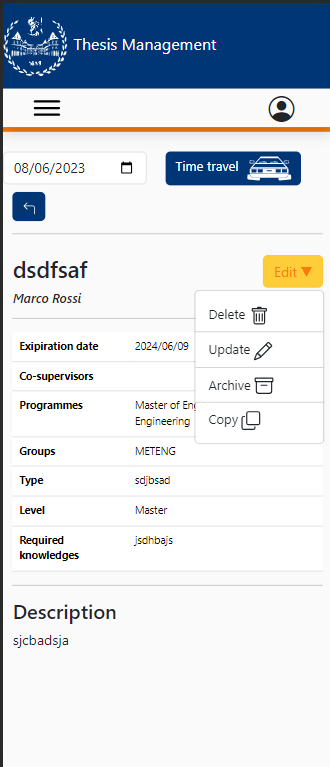 Thesis Management
08/06/2023
Time travel
dsdfsaf
Edit ▼
Marco Rossi
Delete
Update
Archive
Copy
Expiration date 2024/06/09
Co-supervisors
Programmes Master of Eng
Engineering
Groups METENG
Type sdjbsad
Level Master
Required
knowledges jsdhbajs
Description
sjcbadsja